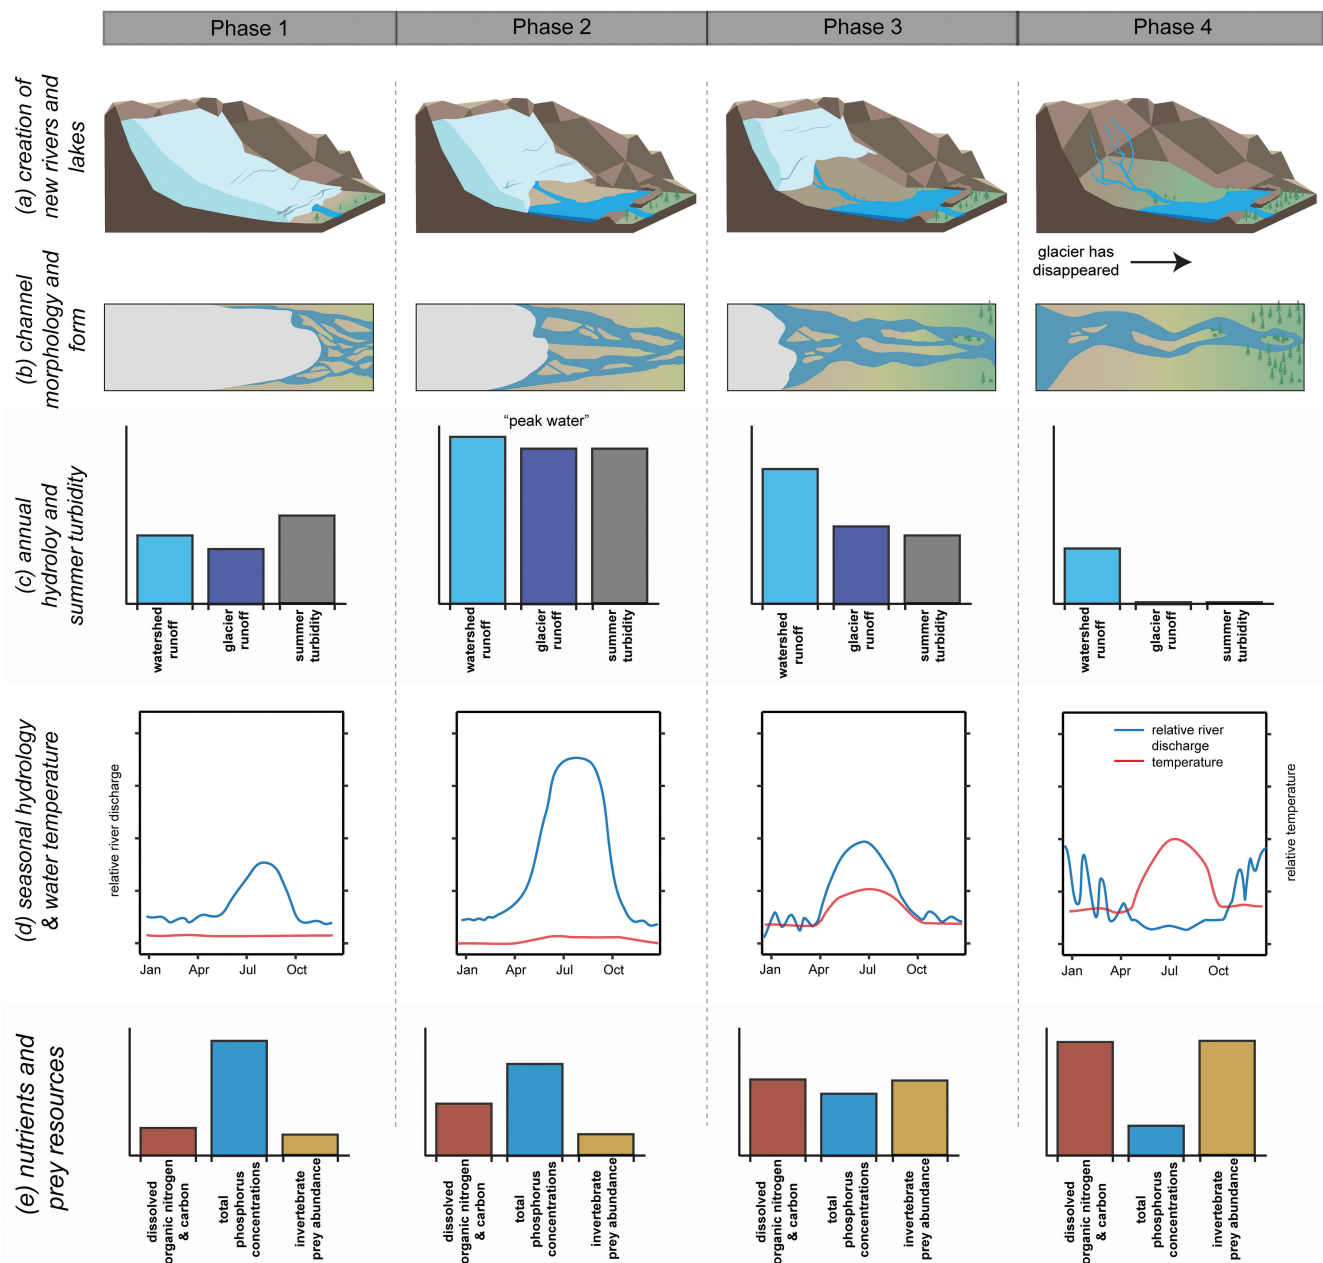 Phase 1
Phase 2
Phase 3
Phase 4
(a) creation of
new rivers and
lakes
glacier has
disappeared
(b) channel
morphology and
form
(c) annual
hydroloy and
summer turbidity
watershed
runoff
glacier
runoff
summer
turbidity
"peak water"
watershed
runoff
glacier
runoff
summer
turbidity
watershed
runoff
glacier
runoff
summer
turbidity
watershed
runoff
glacier
runoff
summer
turbidity
(d) seasonal hydrology
& water temperature
relative river discharge
Jan
Apr
Jul
Oct
Jan
Apr
Jul
Oct
Jan
Apr
Jul
Oct
relative river
discharge
temperature
Jan
Apr
Jul
Oct
relative temperature
(e) nutrients and
prey resources
dissolved
organic nitrogen
& carbon
total
phosphorus
concentrations
invertebrate
prey abundance
dissolved
organic nitrogen
& carbon
total
phosphorus
concentrations
invertebrate
prey abundance
dissolved
organic nitrogen
& carbon
total
phosphorus
concentrations
invertebrate
prey abundance
dissolved
organic nitrogen
& carbon
total
phosphorus
concentrations
invertebrate
prey abundance